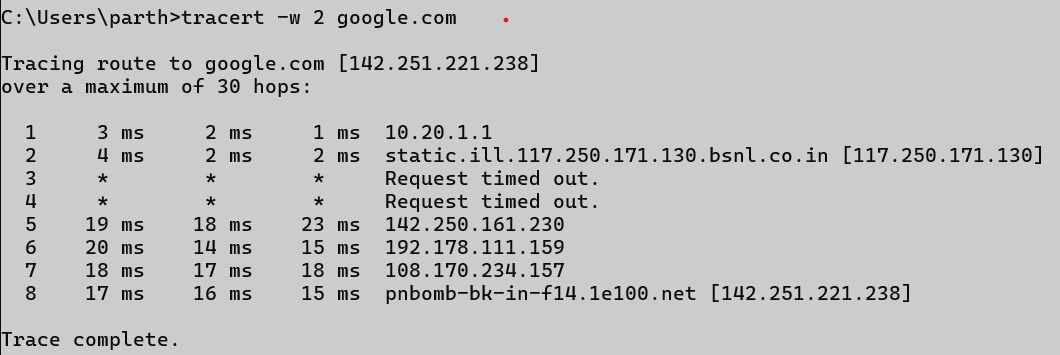 C:\Users\parth>tracert -w 2 google.com
Tracing route to google.com [142.251.221.238]
over a maximum of 30 hops:
1 3 ms 2 ms 1 ms 10.20.1.1
2 4 ms 2 ms 2 ms static.ill.117.250.171.130.bsnl.co.in [117.250.171.130]
3 * * * Request timed out.
4 * * * Request timed out.
5 19 ms 18 ms 23 ms 142.250.161.230
6 20 ms 14 ms 15 ms 192.178.111.159
7 18 ms 17 ms 18 ms 108.170.234.157
8 17 ms 16 ms 15 ms pnbomb-bk-in-f14.1e100.net [142.251.221.238]
Trace complete.